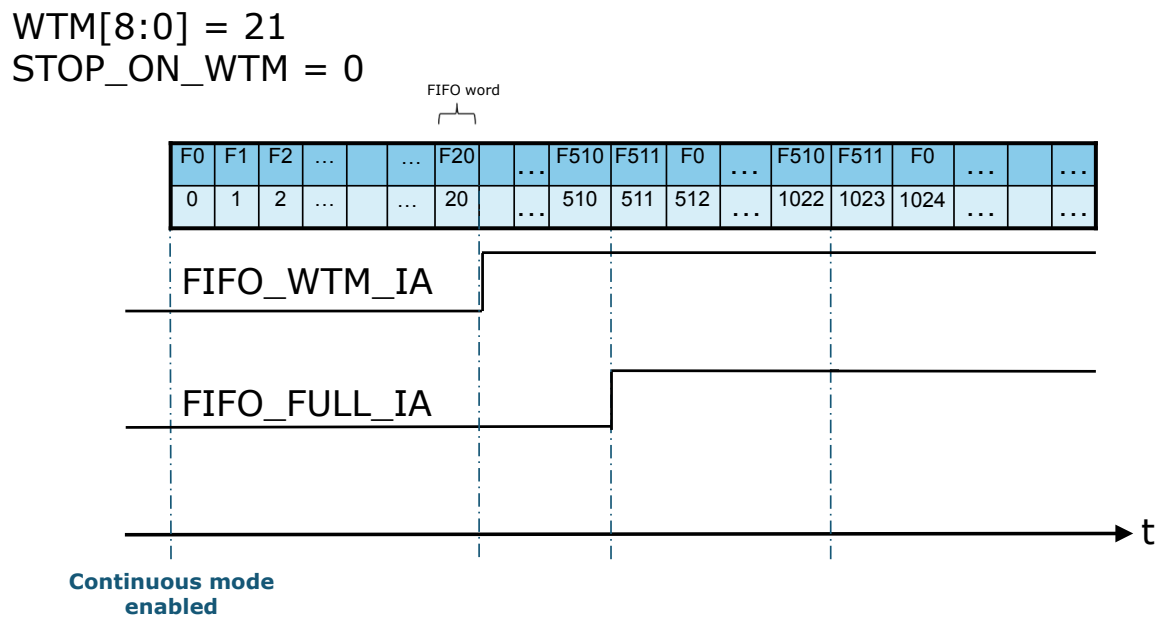 WTM[8:0] = 21
STOP_ON_WTM = 0
FIFO word
F0 F1 F2 ... ... F20 ... F510 F511 F0 ... F510 F511 F0 ... ...
0 1 2 ... ... 20 ... 510 511 512 ... 1022 1023 1024 ... ...
FIFO_WTM_IA
FIFO_FULL_IA
t
Continuous mode
enabled